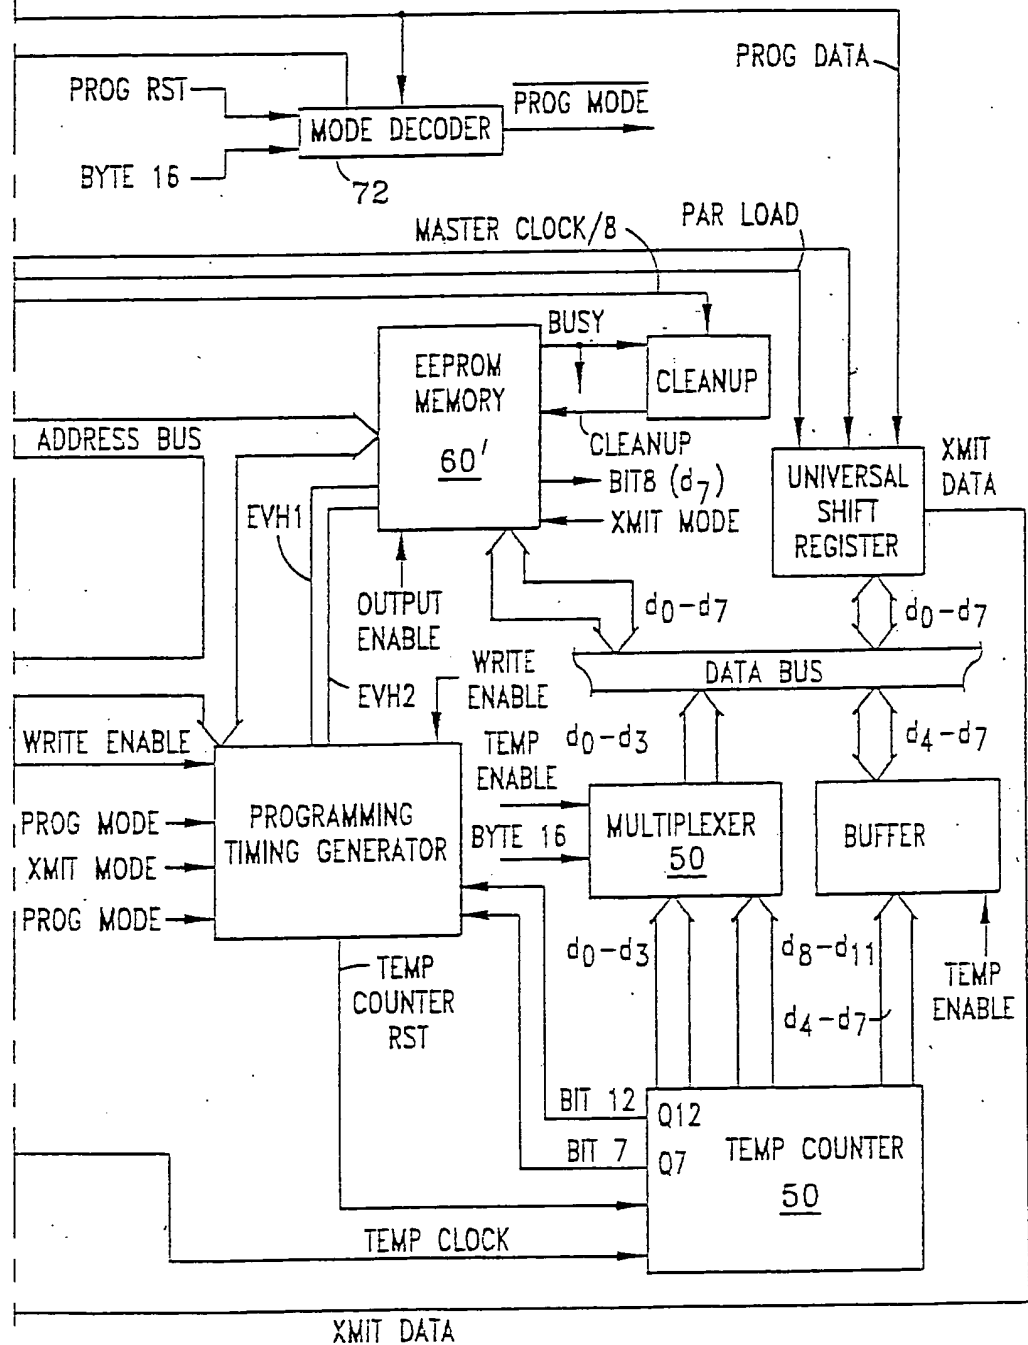 PROG DATA
PROG RST
PROG MODE
MODE DECODER
BYTE 16
72
PAR LOAD
MASTER CLOCK/8
BUSY
EEPROM
MEMORY
60'
CLEANUP
CLEANUP
ADDRESS BUS
BIT8 (d7)
XMIT MODE
UNIVERSAL
SHIFT
REGISTER
XMIT
DATA
EVH1
OUTPUT
ENABLE
d0-d7
d0-d7
DATA BUS
EVH2
WRITE
ENABLE
WRITE ENABLE
TEMP
ENABLE
d0-d3
d4-d7
PROG MODE
XMIT MODE
PROG MODE
PROGRAMMING
TIMING GENERATOR
BYTE 16
MULTIPLEXER
50
BUFFER
d0-d3
d8-d11
d4-d7
TEMP
ENABLE
TEMP
COUNTER
RST
BIT 12
Q12
BIT 7
Q7
TEMP COUNTER
50
TEMP CLOCK
XMIT DATA